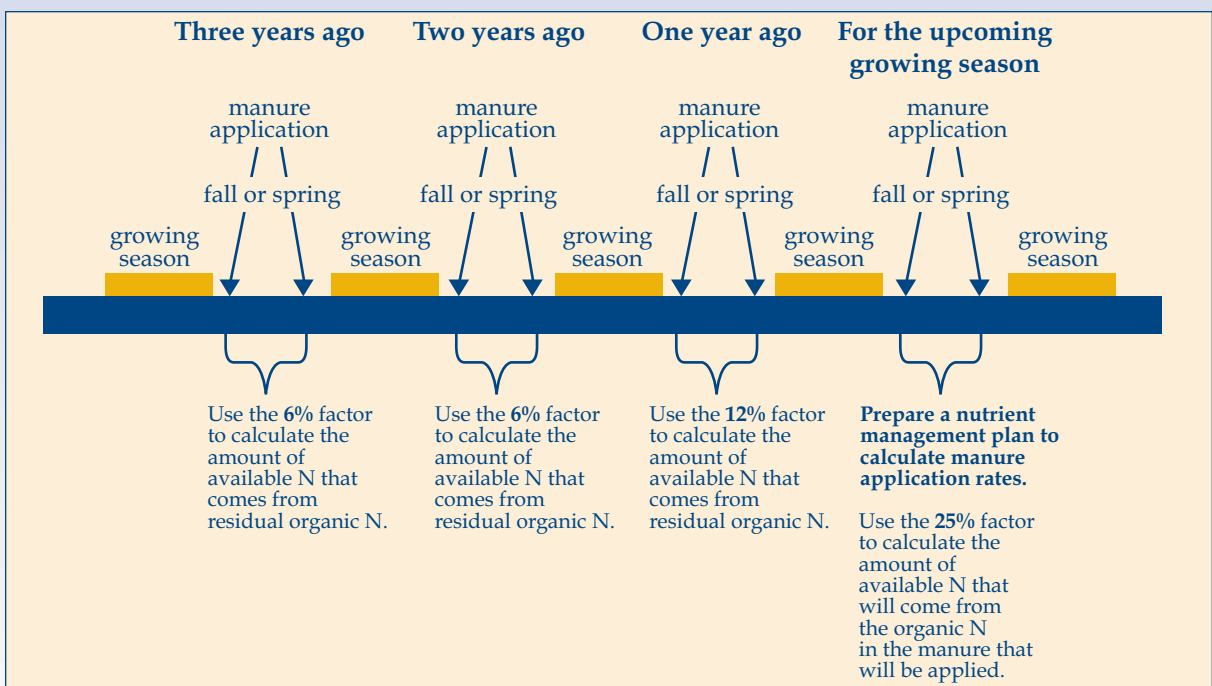 Three years ago
Two years ago
One year ago
For the upcoming
growing season
manure
application
manure
application
manure
application
manure
application
fall or spring
fall or spring
fall or spring
fall or spring
growing
season
growing
season
growing
season
growing
season
growing
season
Use the 6% factor
to calculate the
amount of
available N that
comes from
residual organic N.
Use the 6% factor
to calculate the
amount of
available N that
comes from
residual organic N.
Use the 12% factor
to calculate the
amount of
available N that
comes from
residual organic N.
Prepare a nutrient
management plan to
calculate manure
application rates.
Use the 25% factor
to calculate the
amount of
available N that
will come from
the organic N
in the manure that
will be applied.